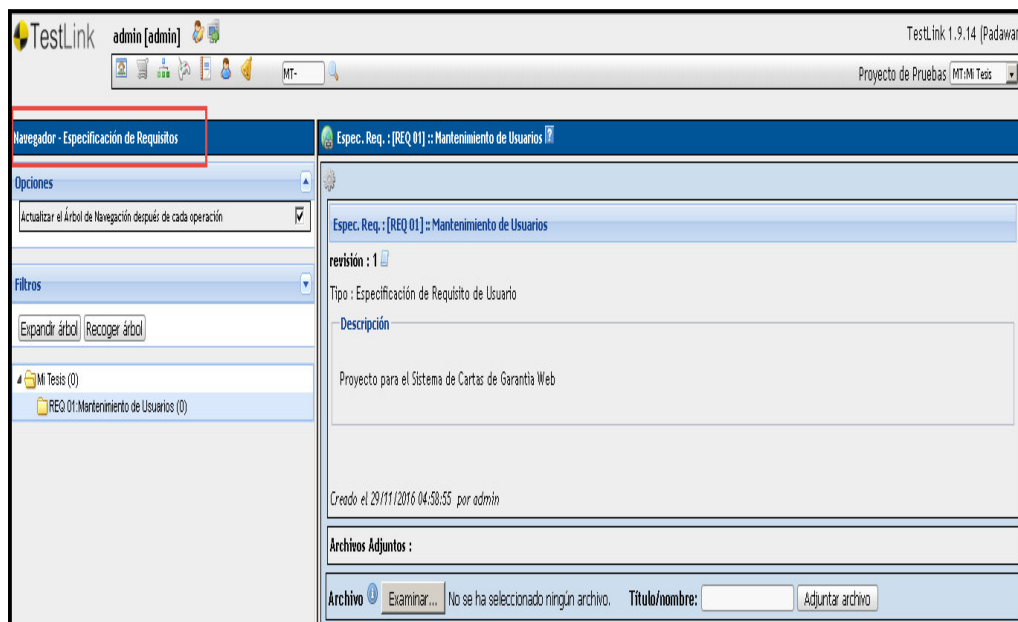 TestLink admin [admin] TestLink 1.9.14 (Padawan
MT-
Proyecto de Pruebas MT:Mi Tesis
Navegador - Especificación de Requisitos
Opciones
Actualizar el Árbol de Navegación después de cada operación
Filtros
Expandir árbol Recoger árbol
Mi Tesis (0)
REQ 01:Mantenimiento de Usuarios (0)
Espec. Req. : [REQ 01] :: Mantenimiento de Usuarios ?
Espec. Req. : [REQ 01] :: Mantenimiento de Usuarios
revisión : 1
Tipo : Especificación de Requisito de Usuario
Descripción
Proyecto para el Sistema de Cartas de Garantìa Web
Creado el 29/11/2016 04:58:55 por admin
Archivos Adjuntos :
Archivo Examinar... No se ha seleccionado ningún archivo. Título/nombre: Adjuntar archivo